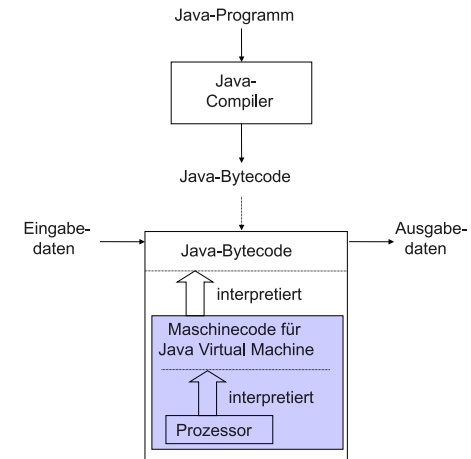 Java-Programm
Java-
Compiler
Java-Bytecode
Eingabe-
daten
Java-Bytecode
Ausgabe-
daten
interpretiert
Maschinecode für
Java Virtual Machine
interpretiert
Prozessor